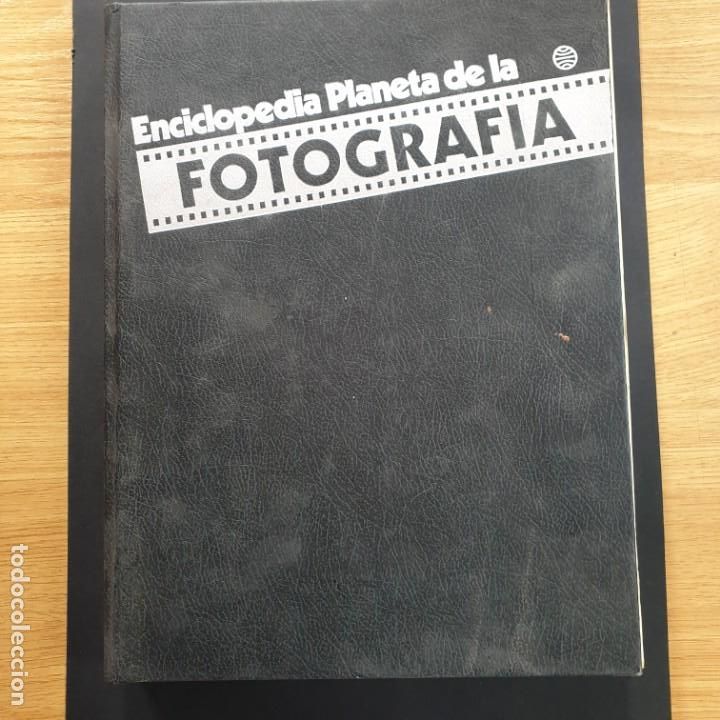 Enciclopedia Planeta de la
FOTOGRAFIA
todocoleccion